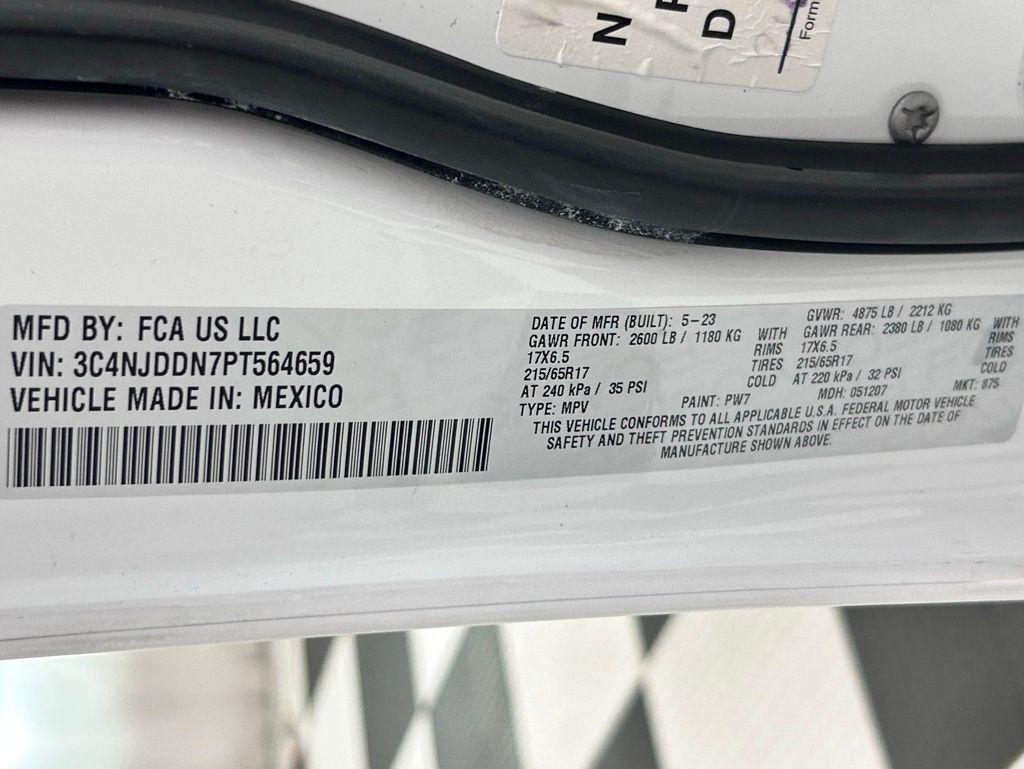 N
D
Form
MFD BY: FCA US LLC
VIN: 3C4NJDDN7PT564659
VEHICLE MADE IN: MEXICO
DATE OF MFR (BUILT): 5-23
GAWR FRONT: 2600 LB / 1180 KG WITH
17X6.5 RIMS
215/65R17 TIRES
AT 240 kPa / 35 PSI COLD
TYPE: MPV PAINT: PW7
GVWR: 4875 LB / 2212 KG
GAWR REAR: 2380 LB / 1080 KG WITH
17X6.5 RIMS
215/65R17 TIRES
AT 220 kPa / 32 PSI COLD
MDH: 051207 MKT: 875
THIS VEHICLE CONFORMS TO ALL APPLICABLE U.S.A. FEDERAL MOTOR VEHICLE
SAFETY AND THEFT PREVENTION STANDARDS IN EFFECT ON THE DATE OF
MANUFACTURE SHOWN ABOVE.